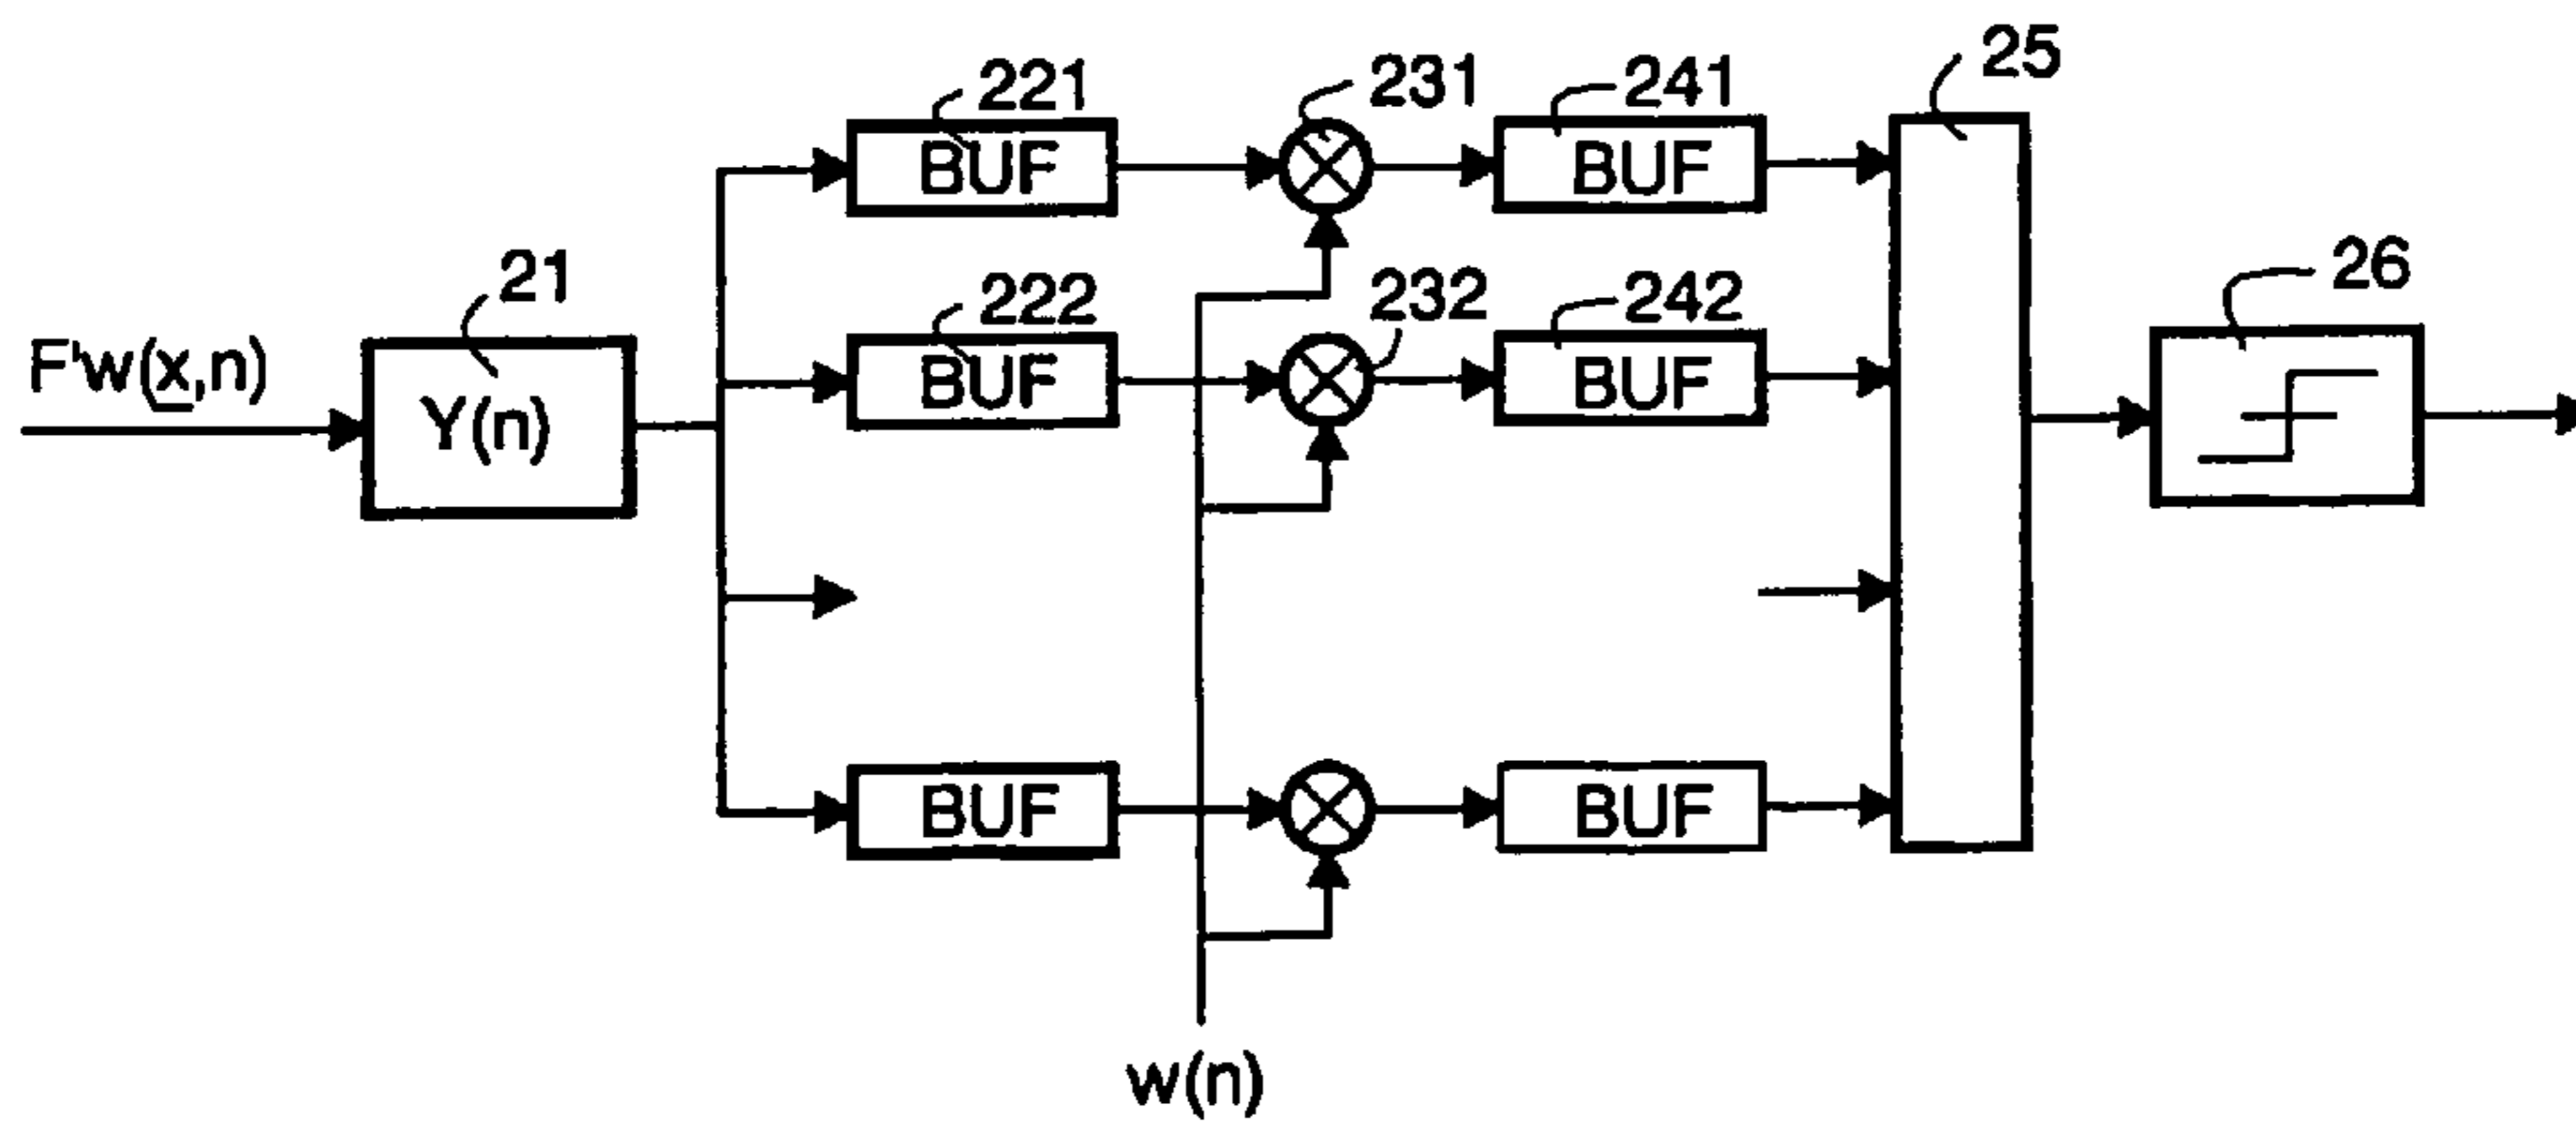 221
231
241
25
BUF
BUF
21
222
232
242
26
F'w(x,n)
Y(n)
BUF
BUF
BUF
BUF
w(n)